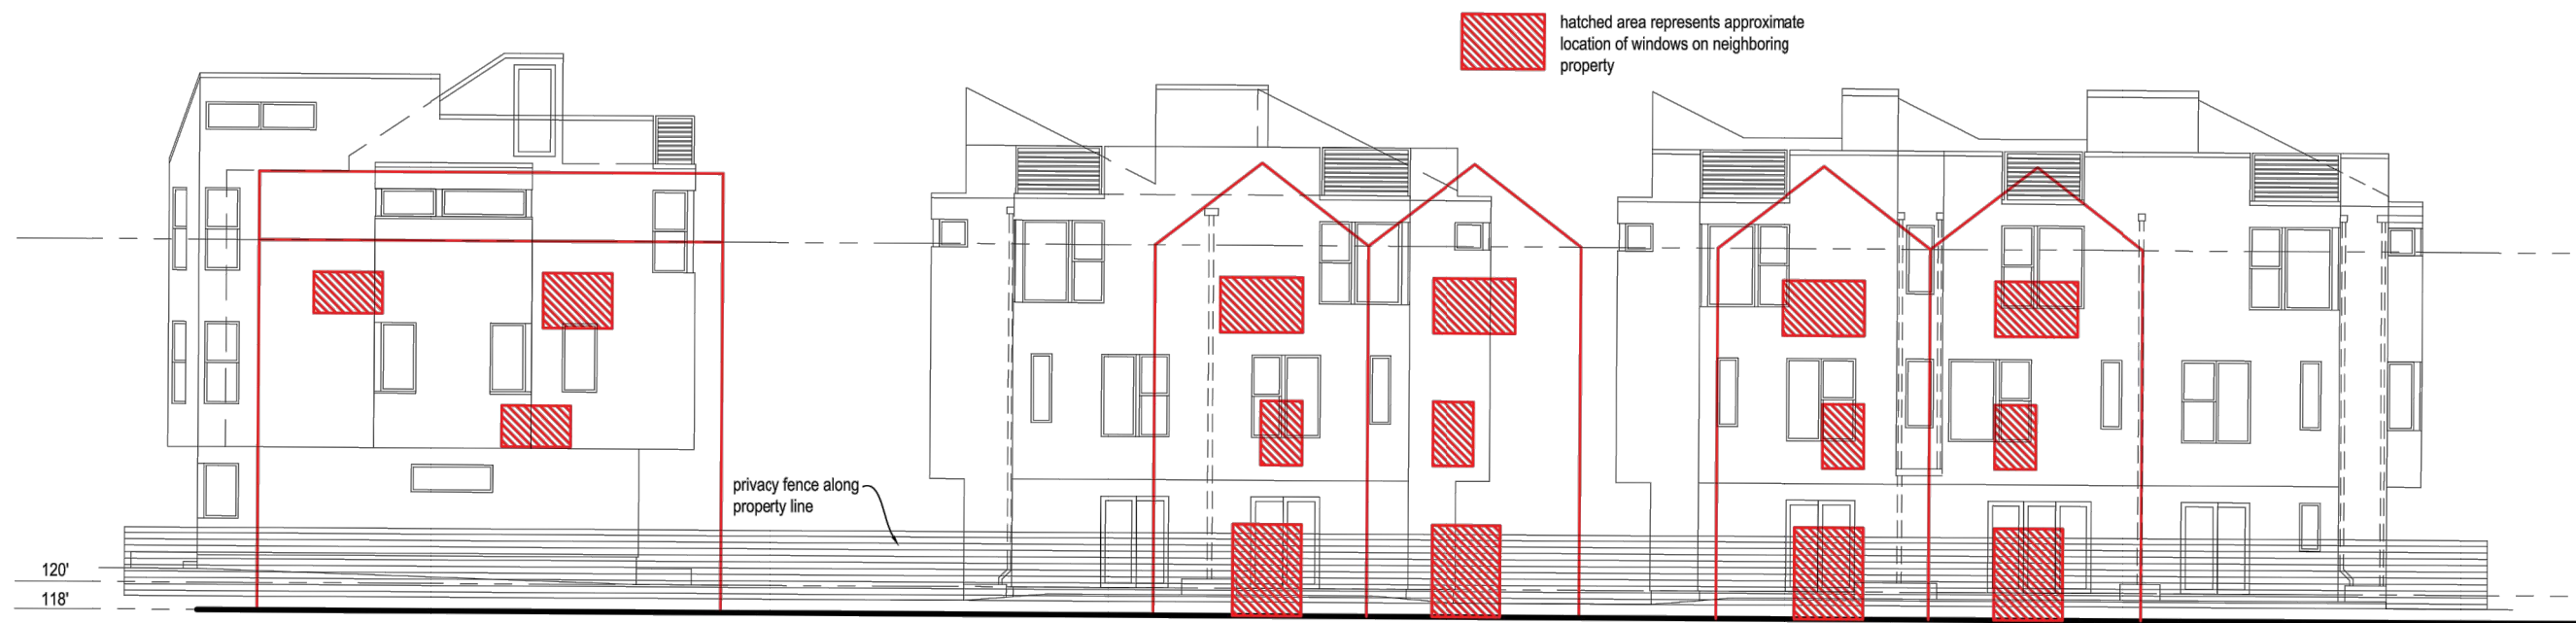 hatched area represents approximate
location of windows on neighboring
property
privacy fence along
property line
120'
118'